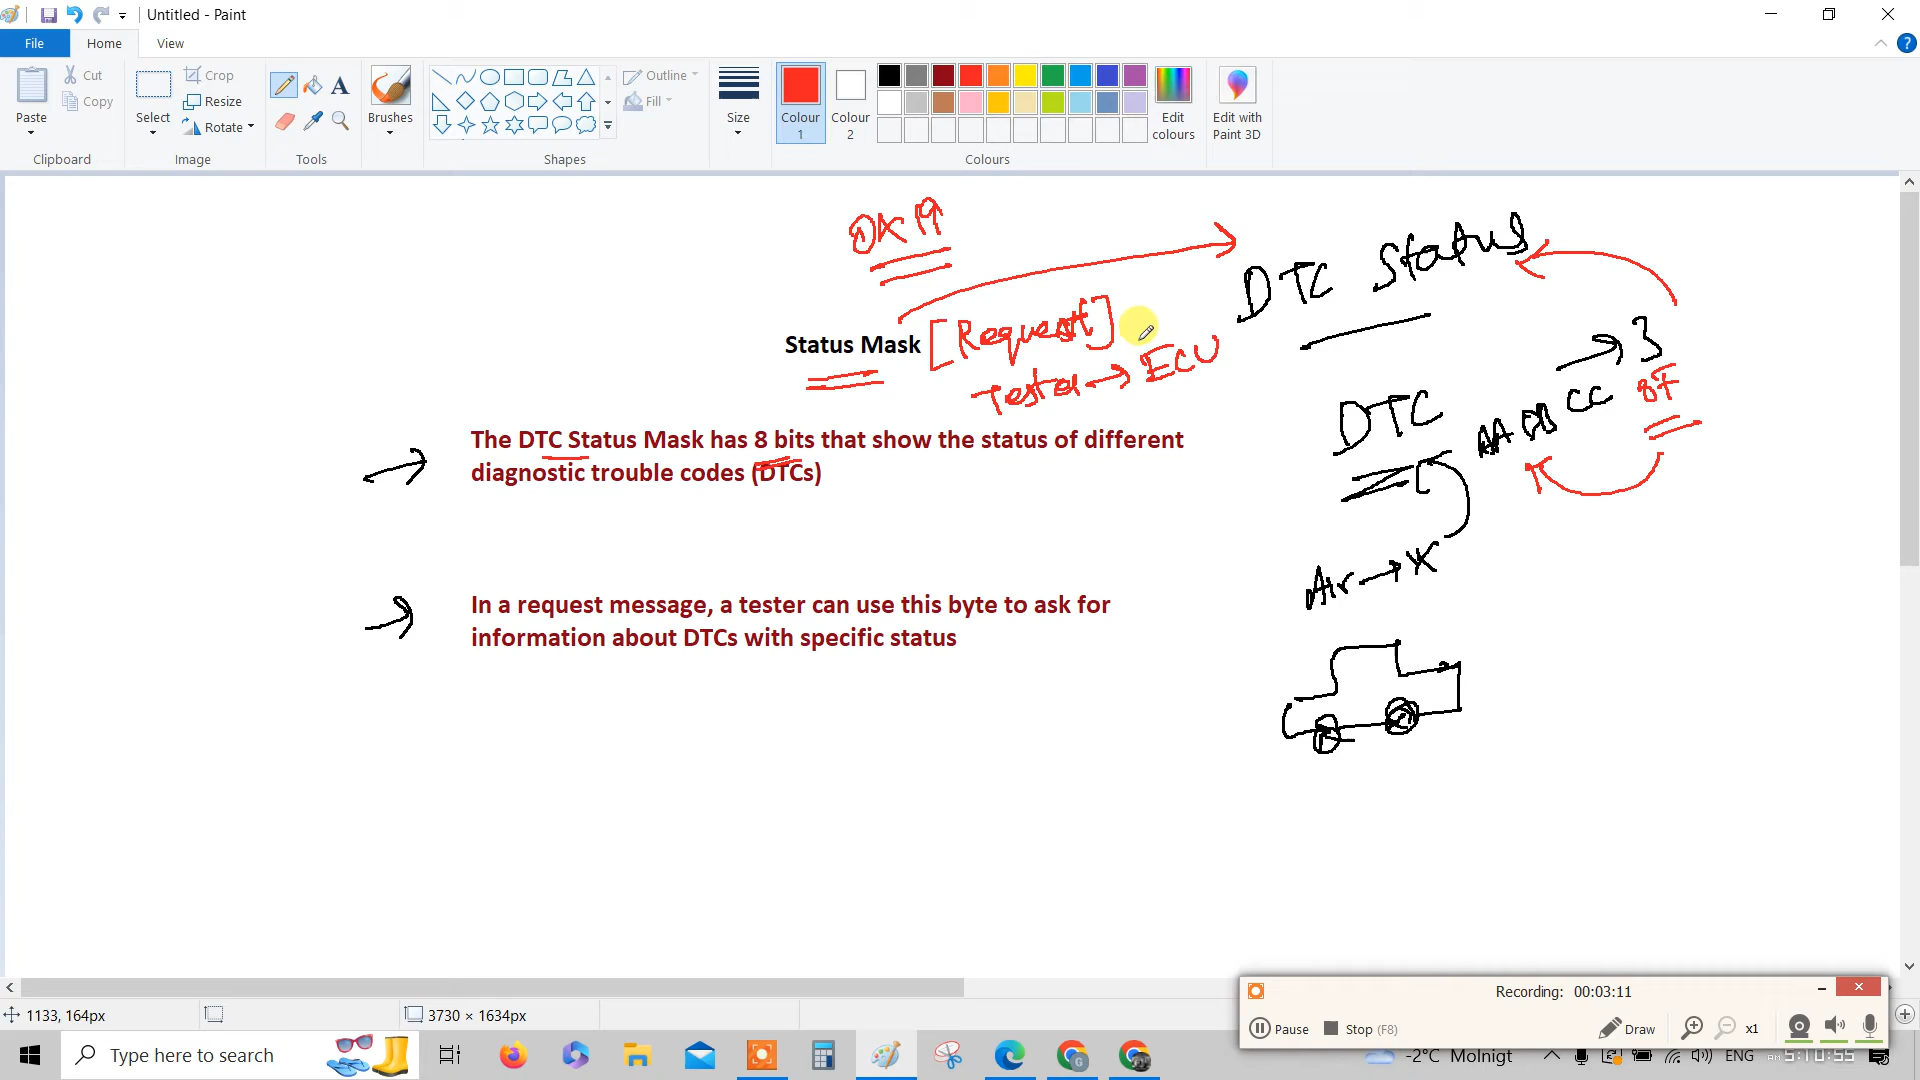 Untitled - Paint
File
Home
View
Paste
Cut
Copy
Clipboard
Select
Crop
Resize
Rotate
Image
Tools
Brushes
Shapes
Outline
Fill
Size
Colour 1
Colour 2
Edit colours
Edit with Paint 3D
Colours
0x19
DTC Status
Status Mask [Request]
Tester → ECU
3
DTC AA BB CC 8F
The DTC Status Mask has 8 bits that show the status of different
diagnostic trouble codes (DTCs)
Air → X
In a request message, a tester can use this byte to ask for
information about DTCs with specific status
Recording: 00:03:11
Pause
Stop (F8)
Draw
x1
1133, 164px
3730 × 1634px
Type here to search
-2°C Molnigt
ENG
5:10:55